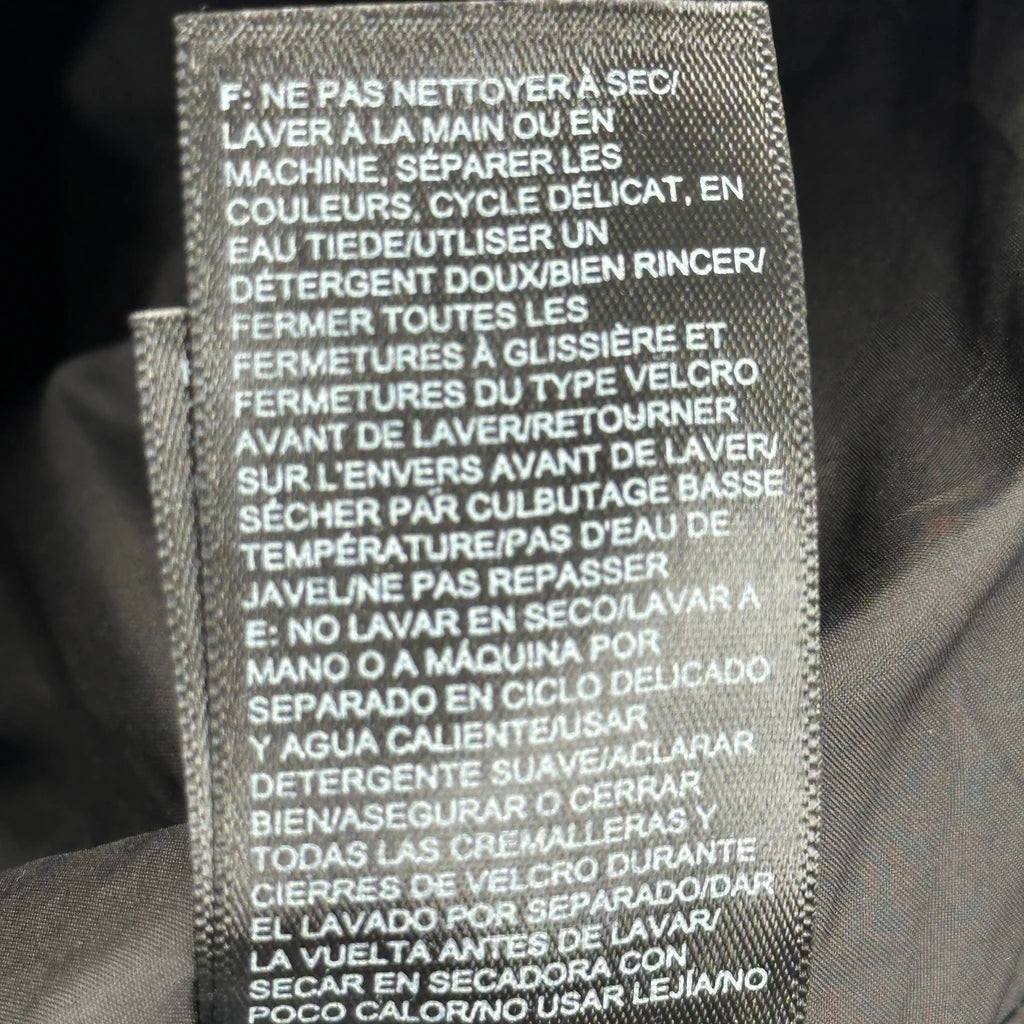 F: NE PAS NETTOYER À SEC/
LAVER À LA MAIN OU EN
MACHINE, SÉPARER LES
COULEURS, CYCLE DÉLICAT, EN
EAU TIEDE/UTLISER UN
DÉTERGENT DOUX/BIEN RINCER/
FERMER TOUTES LES
FERMETURES À GLISSIÈRE ET
FERMETURES DU TYPE VELCRO
AVANT DE LAVER/RETOURNER
SUR L'ENVERS AVANT DE LAVER/
SÉCHER PAR CULBUTAGE BASSE
TEMPÉRATURE/PAS D'EAU DE
JAVEL/NE PAS REPASSER
E: NO LAVAR EN SECO/LAVAR A
MANO O A MÁQUINA POR
SEPARADO EN CICLO DELICADO
Y AGUA CALIENTE/USAR
DETERGENTE SUAVE/ACLARAR
BIEN/ASEGURAR O CERRAR
TODAS LAS CREMALLERAS Y
CIERRES DE VELCRO DURANTE
EL LAVADO POR SEPARADO/DAR
LA VUELTA ANTES DE LAVAR/
SECAR EN SECADORA CON
POCO CALOR/NO USAR LEJÍA/NO